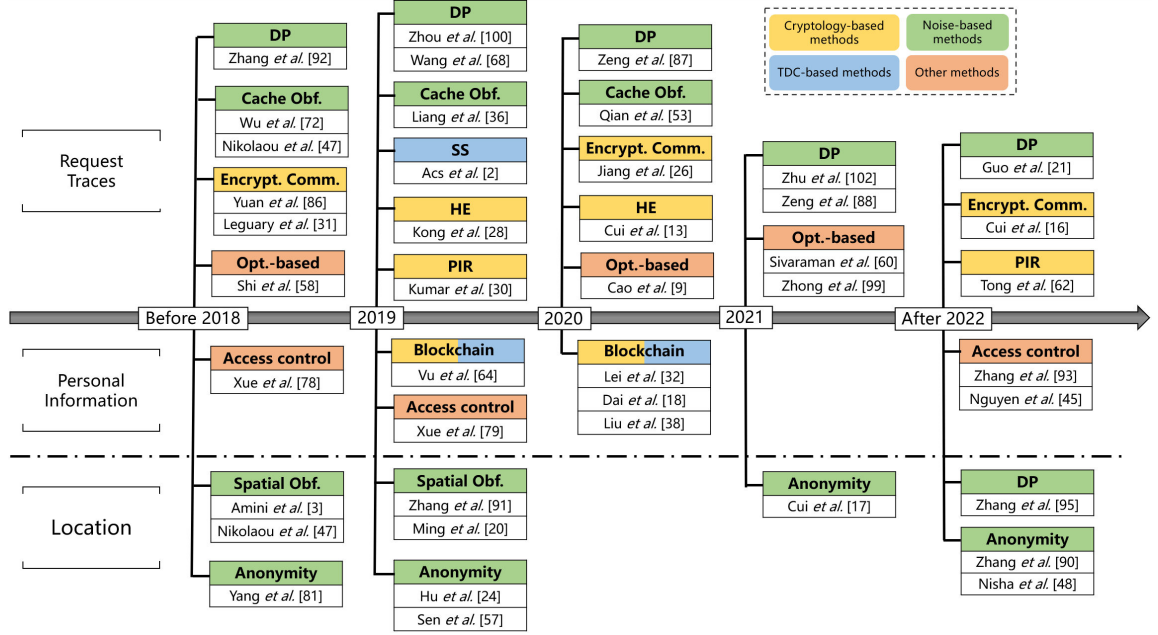 Cryptology-based
methods
Noise-based
methods
TDC-based methods
Other methods
Request
Traces
DP
Zhang et al. [92]
Cache Obf.
Wu et al. [72]
Nikolaou et al. [47]
Encrypt. Comm.
Yuan et al. [86]
Leguary et al. [31]
Opt.-based
Shi et al. [58]
DP
Zhou et al. [100]
Wang et al. [68]
Cache Obf.
Liang et al. [36]
SS
Acs et al. [2]
HE
Kong et al. [28]
PIR
Kumar et al. [30]
DP
Zeng et al. [87]
Cache Obf.
Qian et al. [53]
Encrypt. Comm.
Jiang et al. [26]
HE
Cui et al. [13]
Opt.-based
Cao et al. [9]
DP
Zhu et al. [102]
Zeng et al. [88]
Opt.-based
Sivaraman et al. [60]
Zhong et al. [99]
DP
Guo et al. [21]
Encrypt. Comm.
Cui et al. [16]
PIR
Tong et al. [62]
Before 2018
2019
2020
2021
After 2022
Personal
Information
Access control
Xue et al. [78]
Blockchain
Vu et al. [64]
Access control
Xue et al. [79]
Blockchain
Lei et al. [32]
Dai et al. [18]
Liu et al. [38]
Access control
Zhang et al. [93]
Nguyen et al. [45]
Location
Spatial Obf.
Amini et al. [3]
Nikolaou et al. [47]
Anonymity
Yang et al. [81]
Spatial Obf.
Zhang et al. [91]
Ming et al. [20]
Anonymity
Hu et al. [24]
Sen et al. [57]
Anonymity
Cui et al. [17]
DP
Zhang et al. [95]
Anonymity
Zhang et al. [90]
Nisha et al. [48]